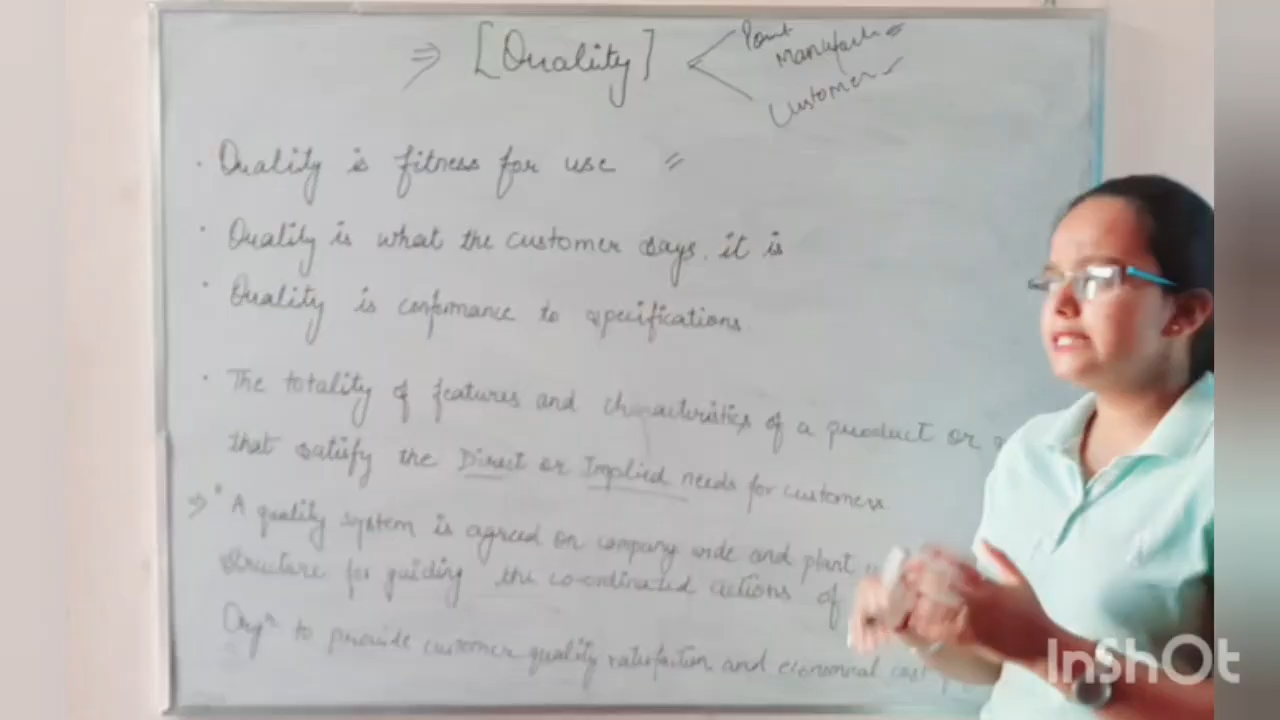 ⇒ [Quality]
Point
Manufactu
Customer
. Quality is fitness for use
. Quality is what the customer says. it is
. Quality is conformance to specifications
. The totality of features and characteristics of a product or
that satisfy the Direct or Implied needs for customers
⇒ . A quality system is agreed on company wide and plant
structure for guiding the co-ordinated actions of
Orgn to provide customer quality satisfaction and cost
InShOt